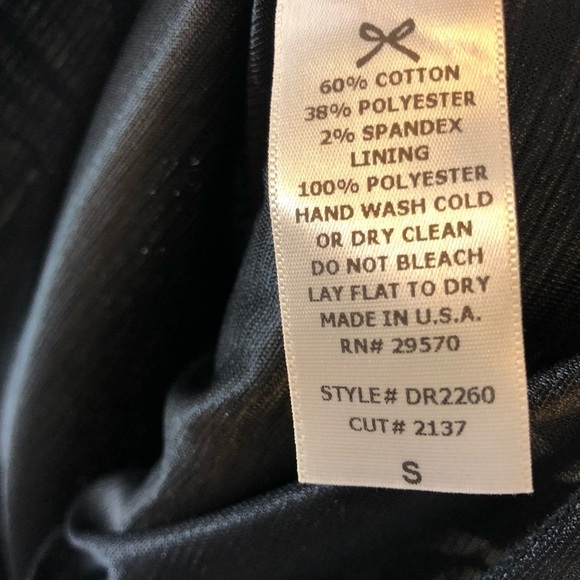 60% COTTON
38% POLYESTER
2% SPANDEX
LINING
100% POLYESTER
HAND WASH COLD
OR DRY CLEAN
DO NOT BLEACH
LAY FLAT TO DRY
MADE IN U.S.A.
RN# 29570
STYLE# DR2260
CUT# 2137
S